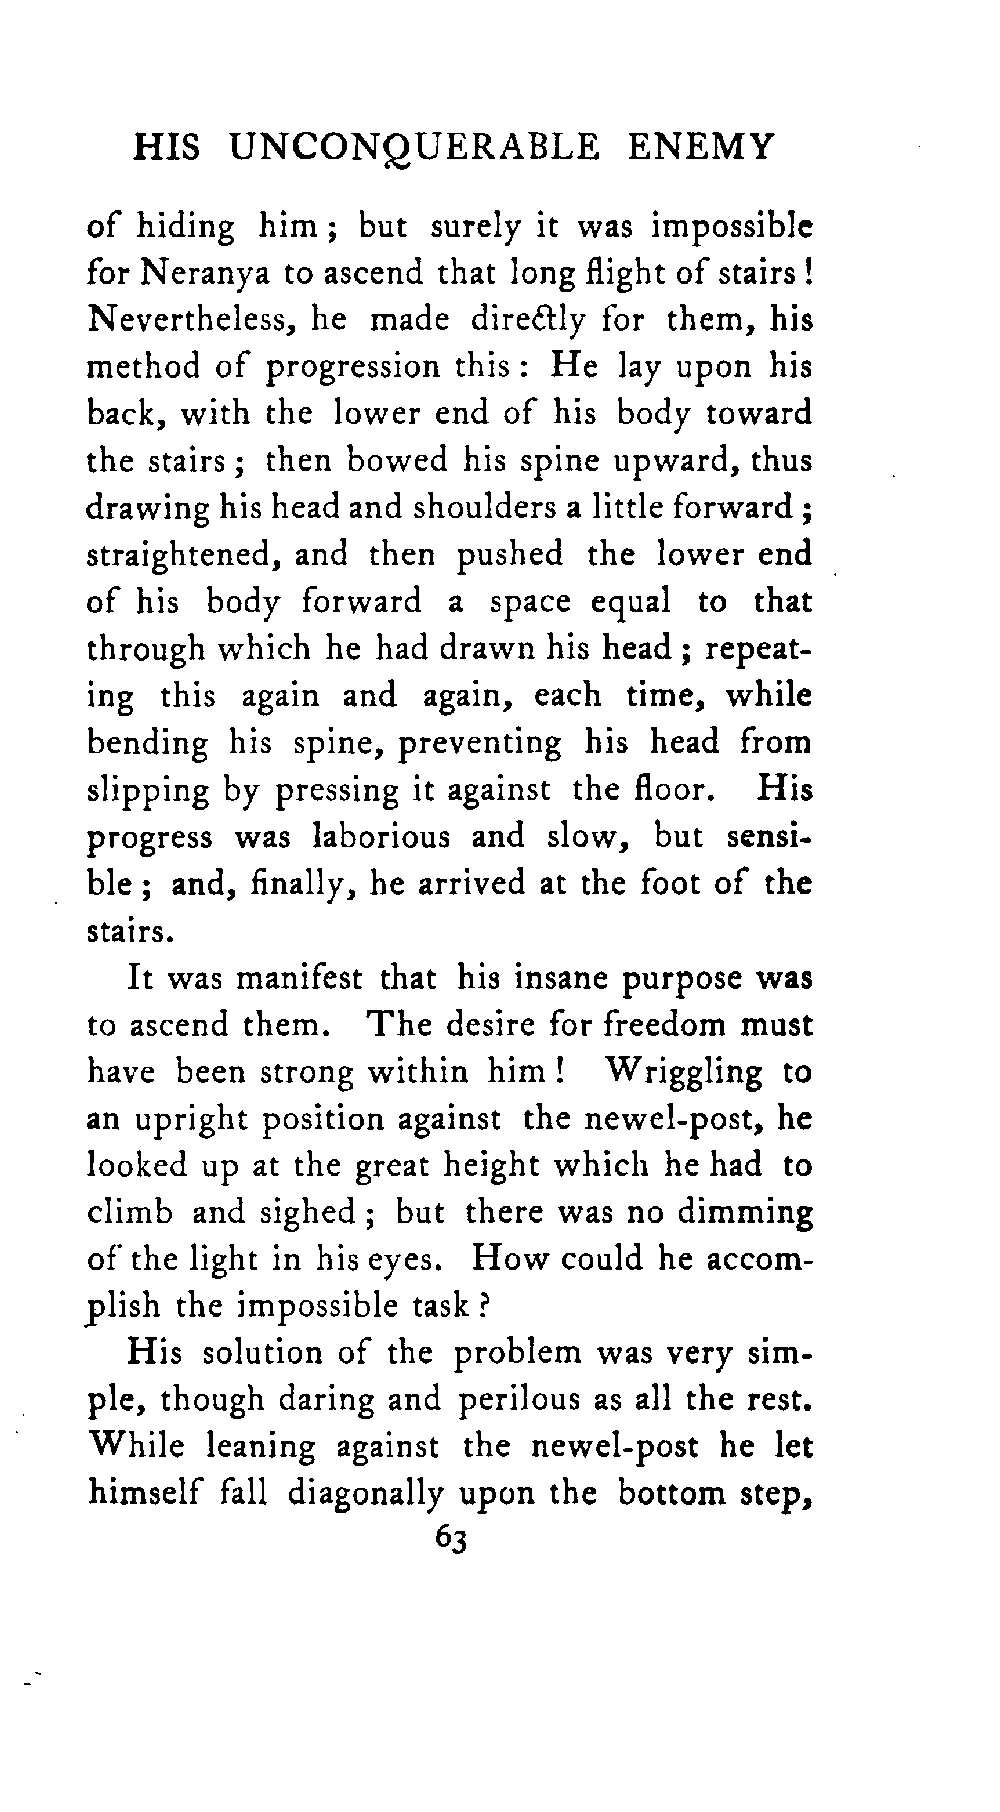 HIS UNCONQUERABLE ENEMY
of hiding him ; but surely it was impossible
for Neranya to ascend that long flight of stairs !
Nevertheless, he made directly for them, his
method of progression this : He lay upon his
back, with the lower end of his body toward
the stairs ; then bowed his spine upward, thus
drawing his head and shoulders a little forward ;
straightened, and then pushed the lower end
of his body forward a space equal to that
through which he had drawn his head ; repeat-
ing this again and again, each time, while
bending his spine, preventing his head from
slipping by pressing it against the floor. His
progress was laborious and slow, but sensi-
ble ; and, finally, he arrived at the foot of the
stairs.
It was manifest that his insane purpose was
to ascend them. The desire for freedom must
have been strong within him ! Wriggling to
an upright position against the newel-post, he
looked up at the great height which he had to
climb and sighed ; but there was no dimming
of the light in his eyes. How could he accom-
plish the impossible task ?
His solution of the problem was very sim-
ple, though daring and perilous as all the rest.
While leaning against the newel-post he let
himself fall diagonally upon the bottom step,
63